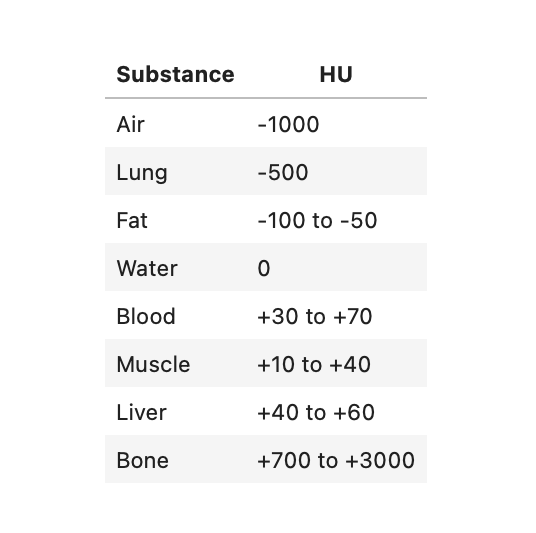 Substance HU
Air -1000
Lung -500
Fat -100 to -50
Water 0
Blood +30 to +70
Muscle +10 to +40
Liver +40 to +60
Bone +700 to +3000